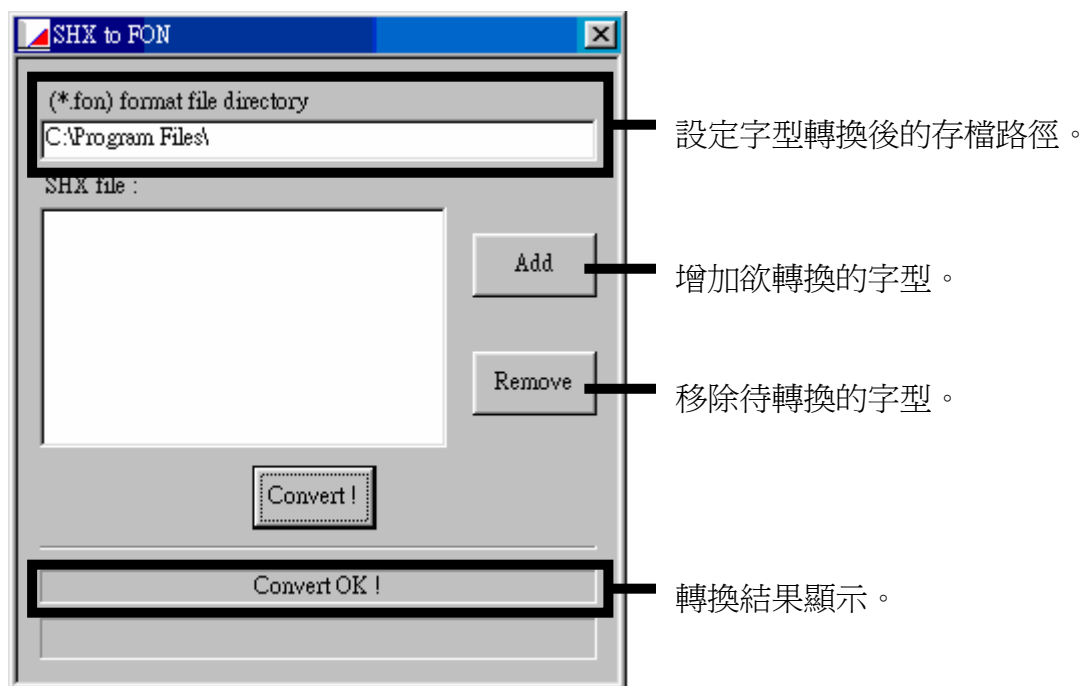 SHX to FON
(*.fon) format file directory
C:\Program Files\
設定字型轉換後的存檔路徑。
SHX file :
Add
增加欲轉換的字型。
Remove
移除待轉換的字型。
Convert !
Convert OK !
轉換結果顯示。